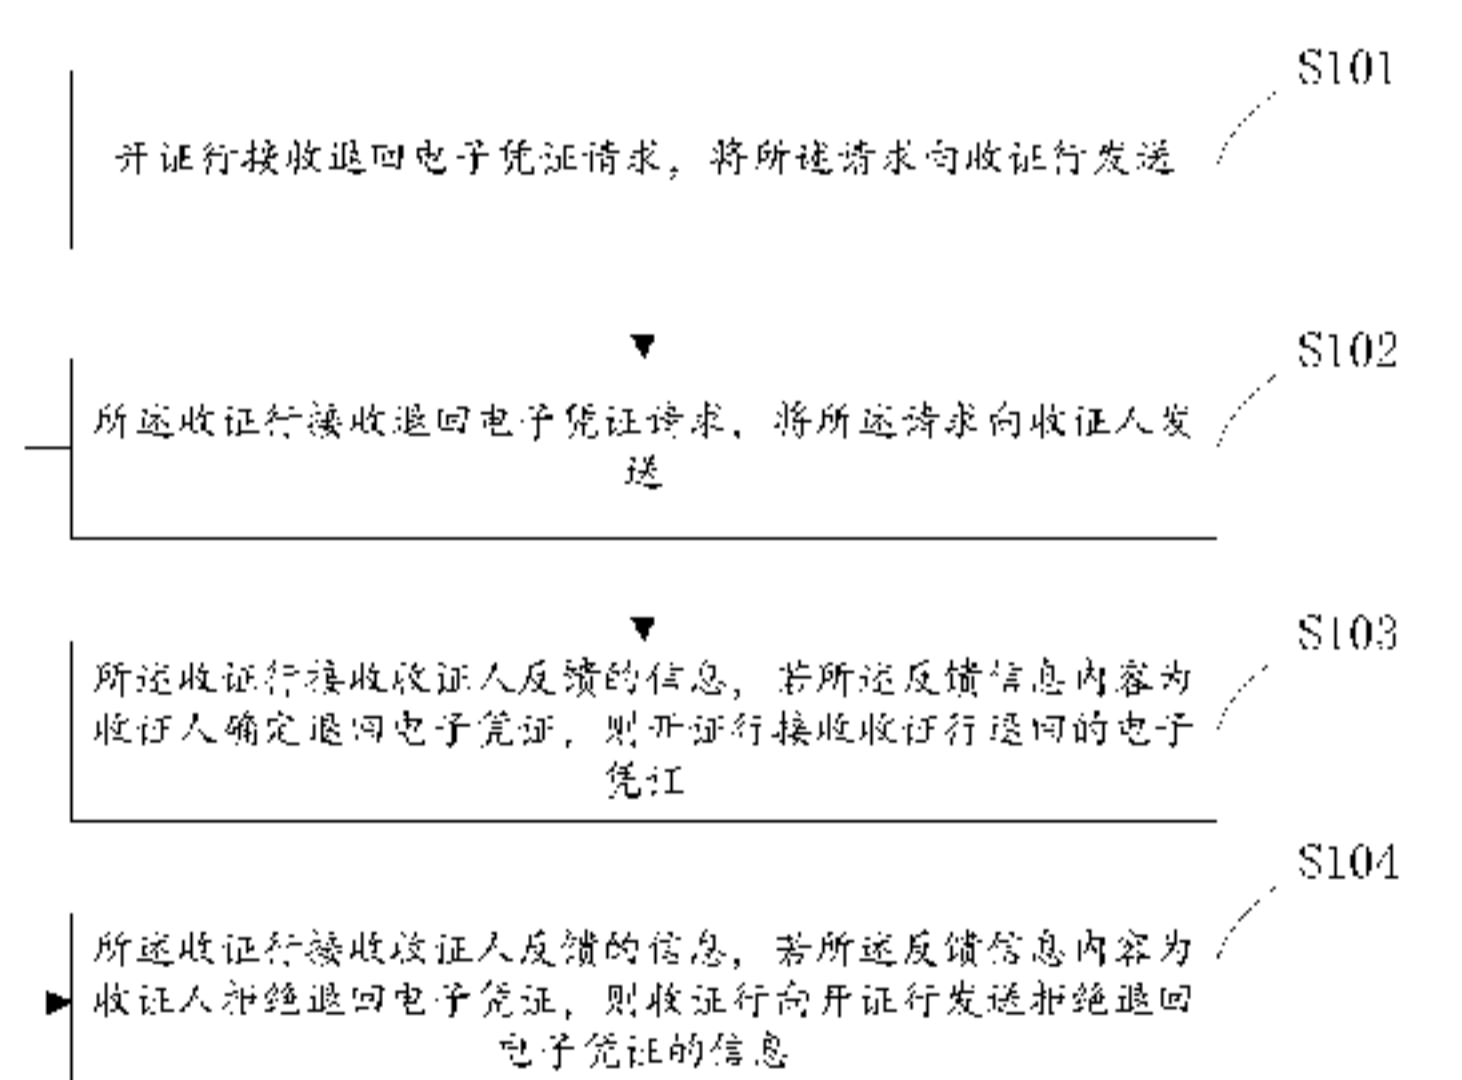 S101
开证行接收退回电子凭证请求，将所述请求向收证行发送
S102
所述收证行接收退回电子凭证请求，将所述请求向收证人发
送
S103
所述收证行接收收证人反馈的信息，若所述反馈信息内容为
收证人确定退回电子凭证，则开证行接收收证行退回的电子
凭证
S104
所述收证行接收收证人反馈的信息，若所述反馈信息内容为
收证人拒绝退回电子凭证，则收证行向开证行发送拒绝退回
电子凭证的信息